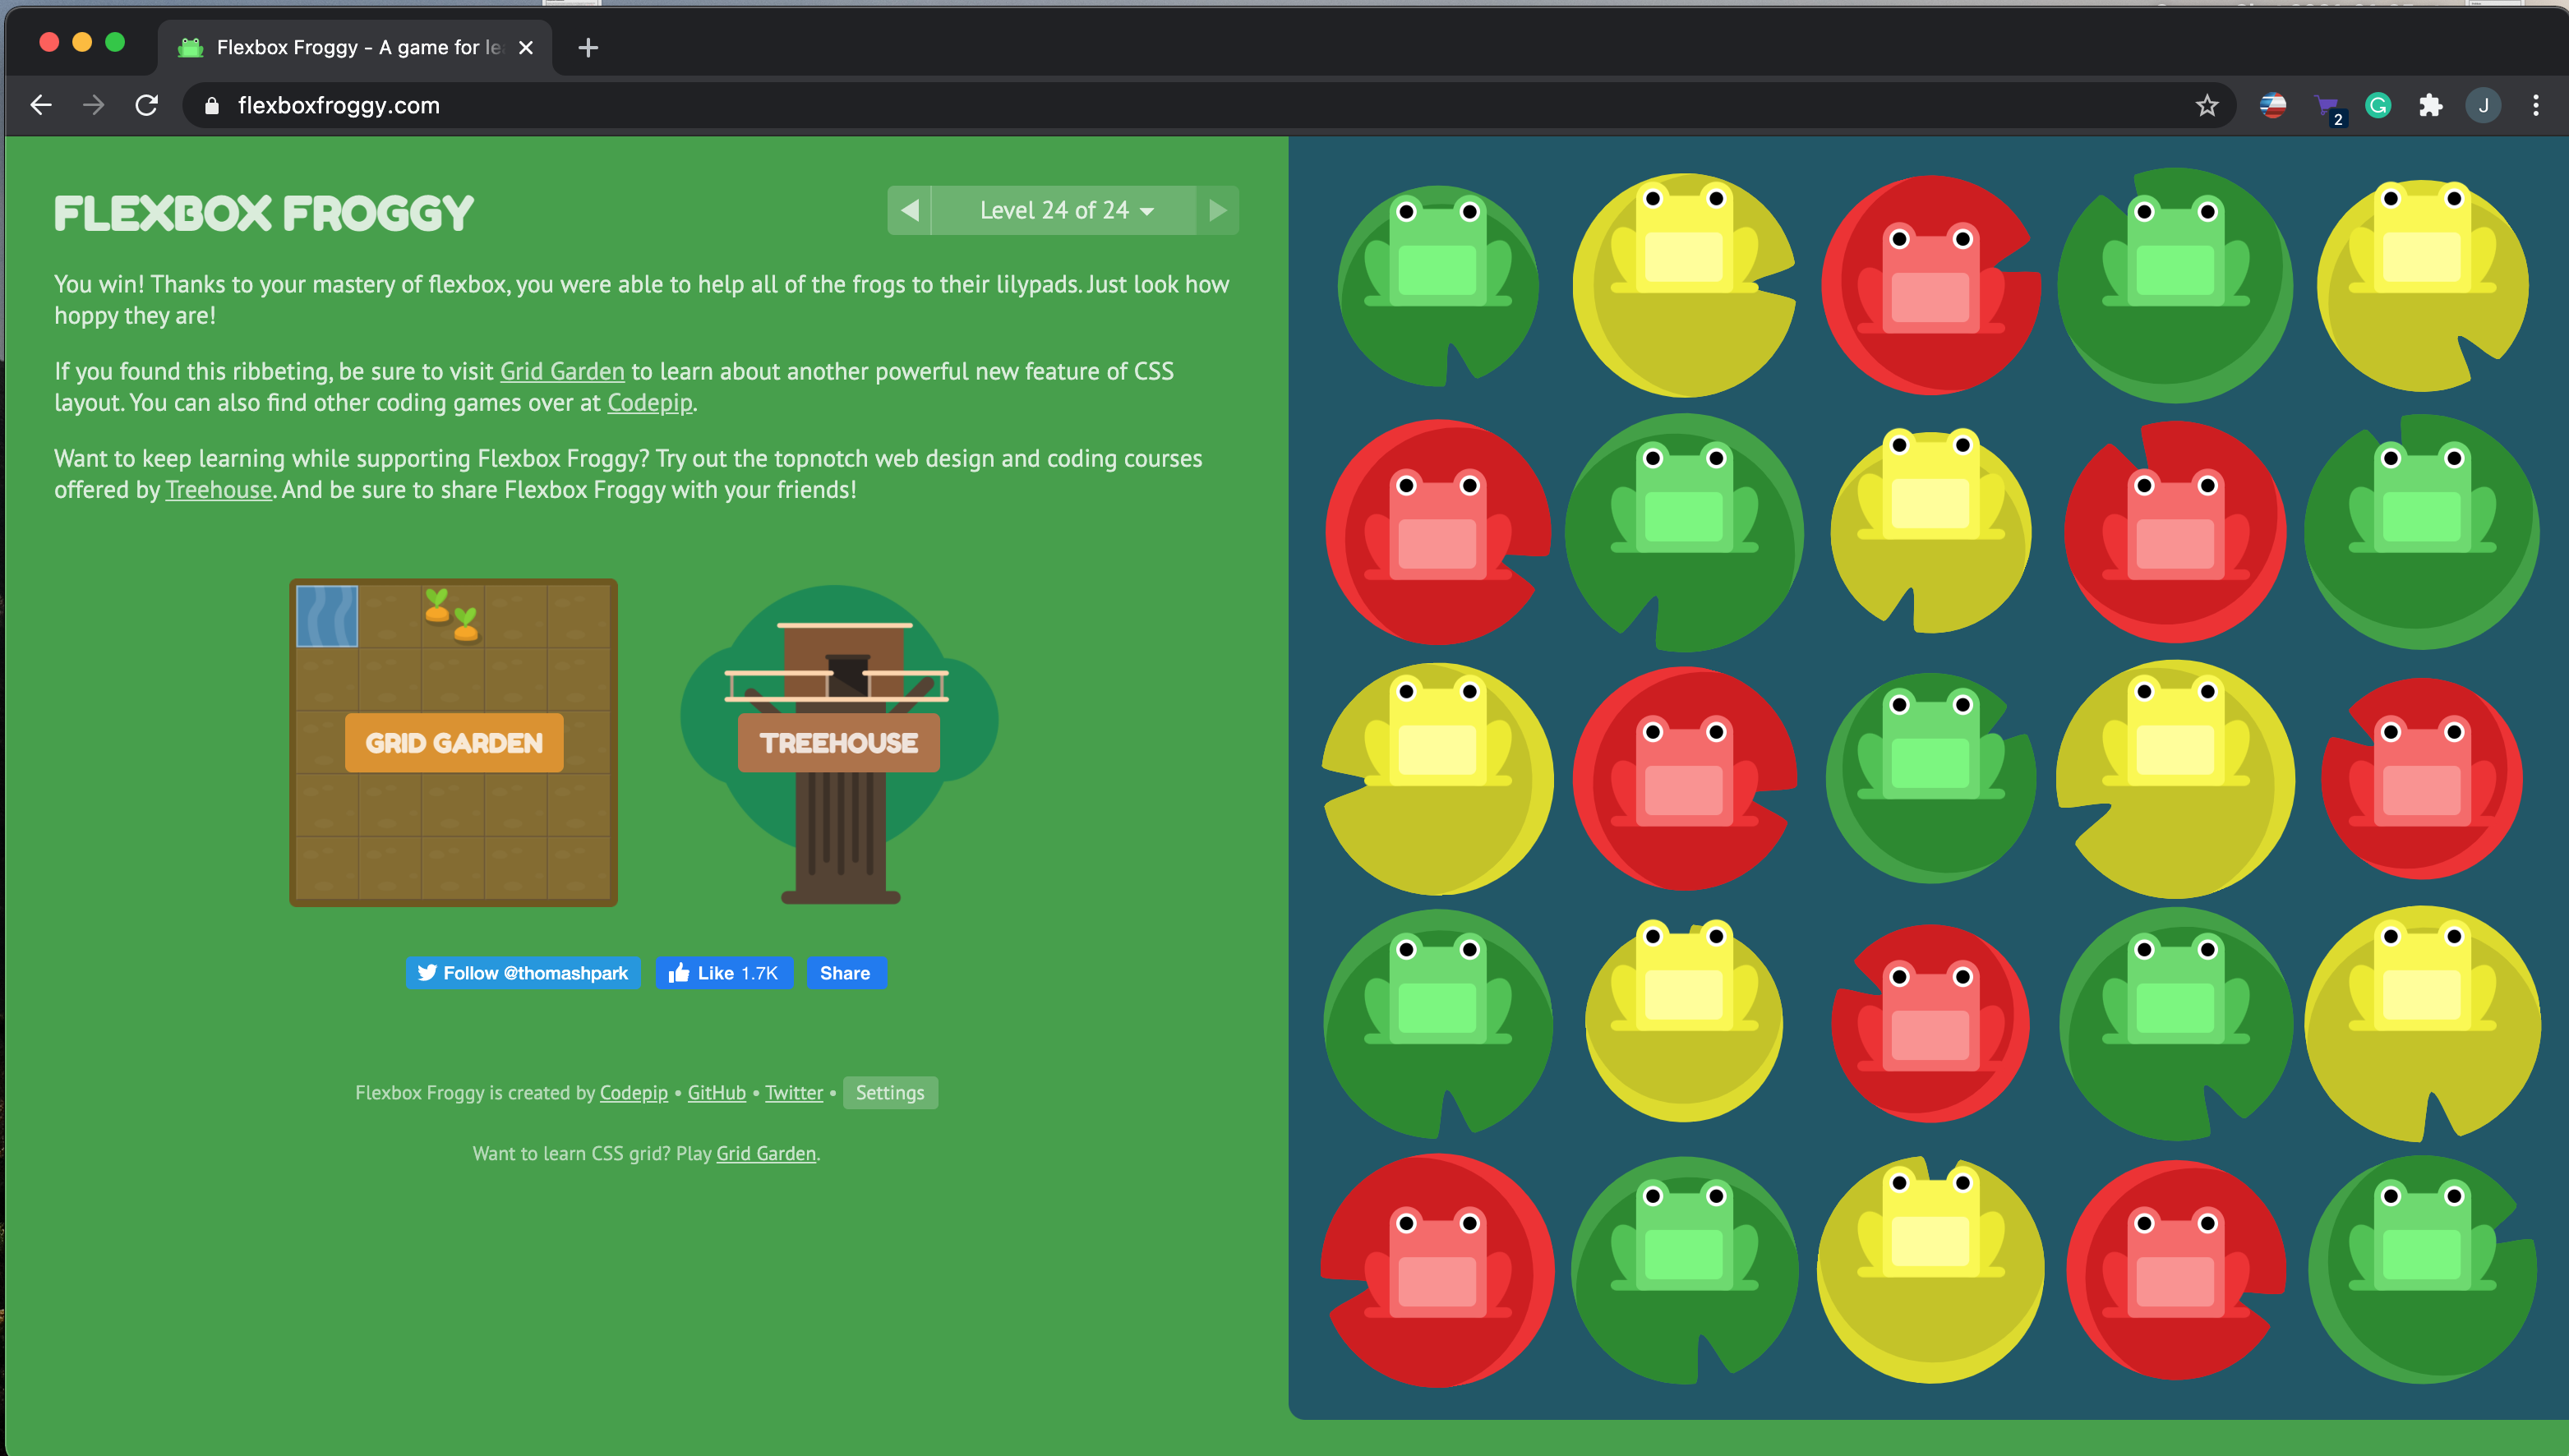 Flexbox Froggy - A game for le
flexboxfroggy.com
2
J
FLEXBOX FROGGY
Level 24 of 24
You win! Thanks to your mastery of flexbox, you were able to help all of the frogs to their lilypads. Just look how
hoppy they are!
If you found this ribbeting, be sure to visit Grid Garden to learn about another powerful new feature of CSS
layout. You can also find other coding games over at Codepip.
Want to keep learning while supporting Flexbox Froggy? Try out the topnotch web design and coding courses
offered by Treehouse. And be sure to share Flexbox Froggy with your friends!
GRID GARDEN
TREEHOUSE
Follow @thomashpark
Like 1.7K
Share
Flexbox Froggy is created by Codepip • GitHub • Twitter • Settings
Want to learn CSS grid? Play Grid Garden.